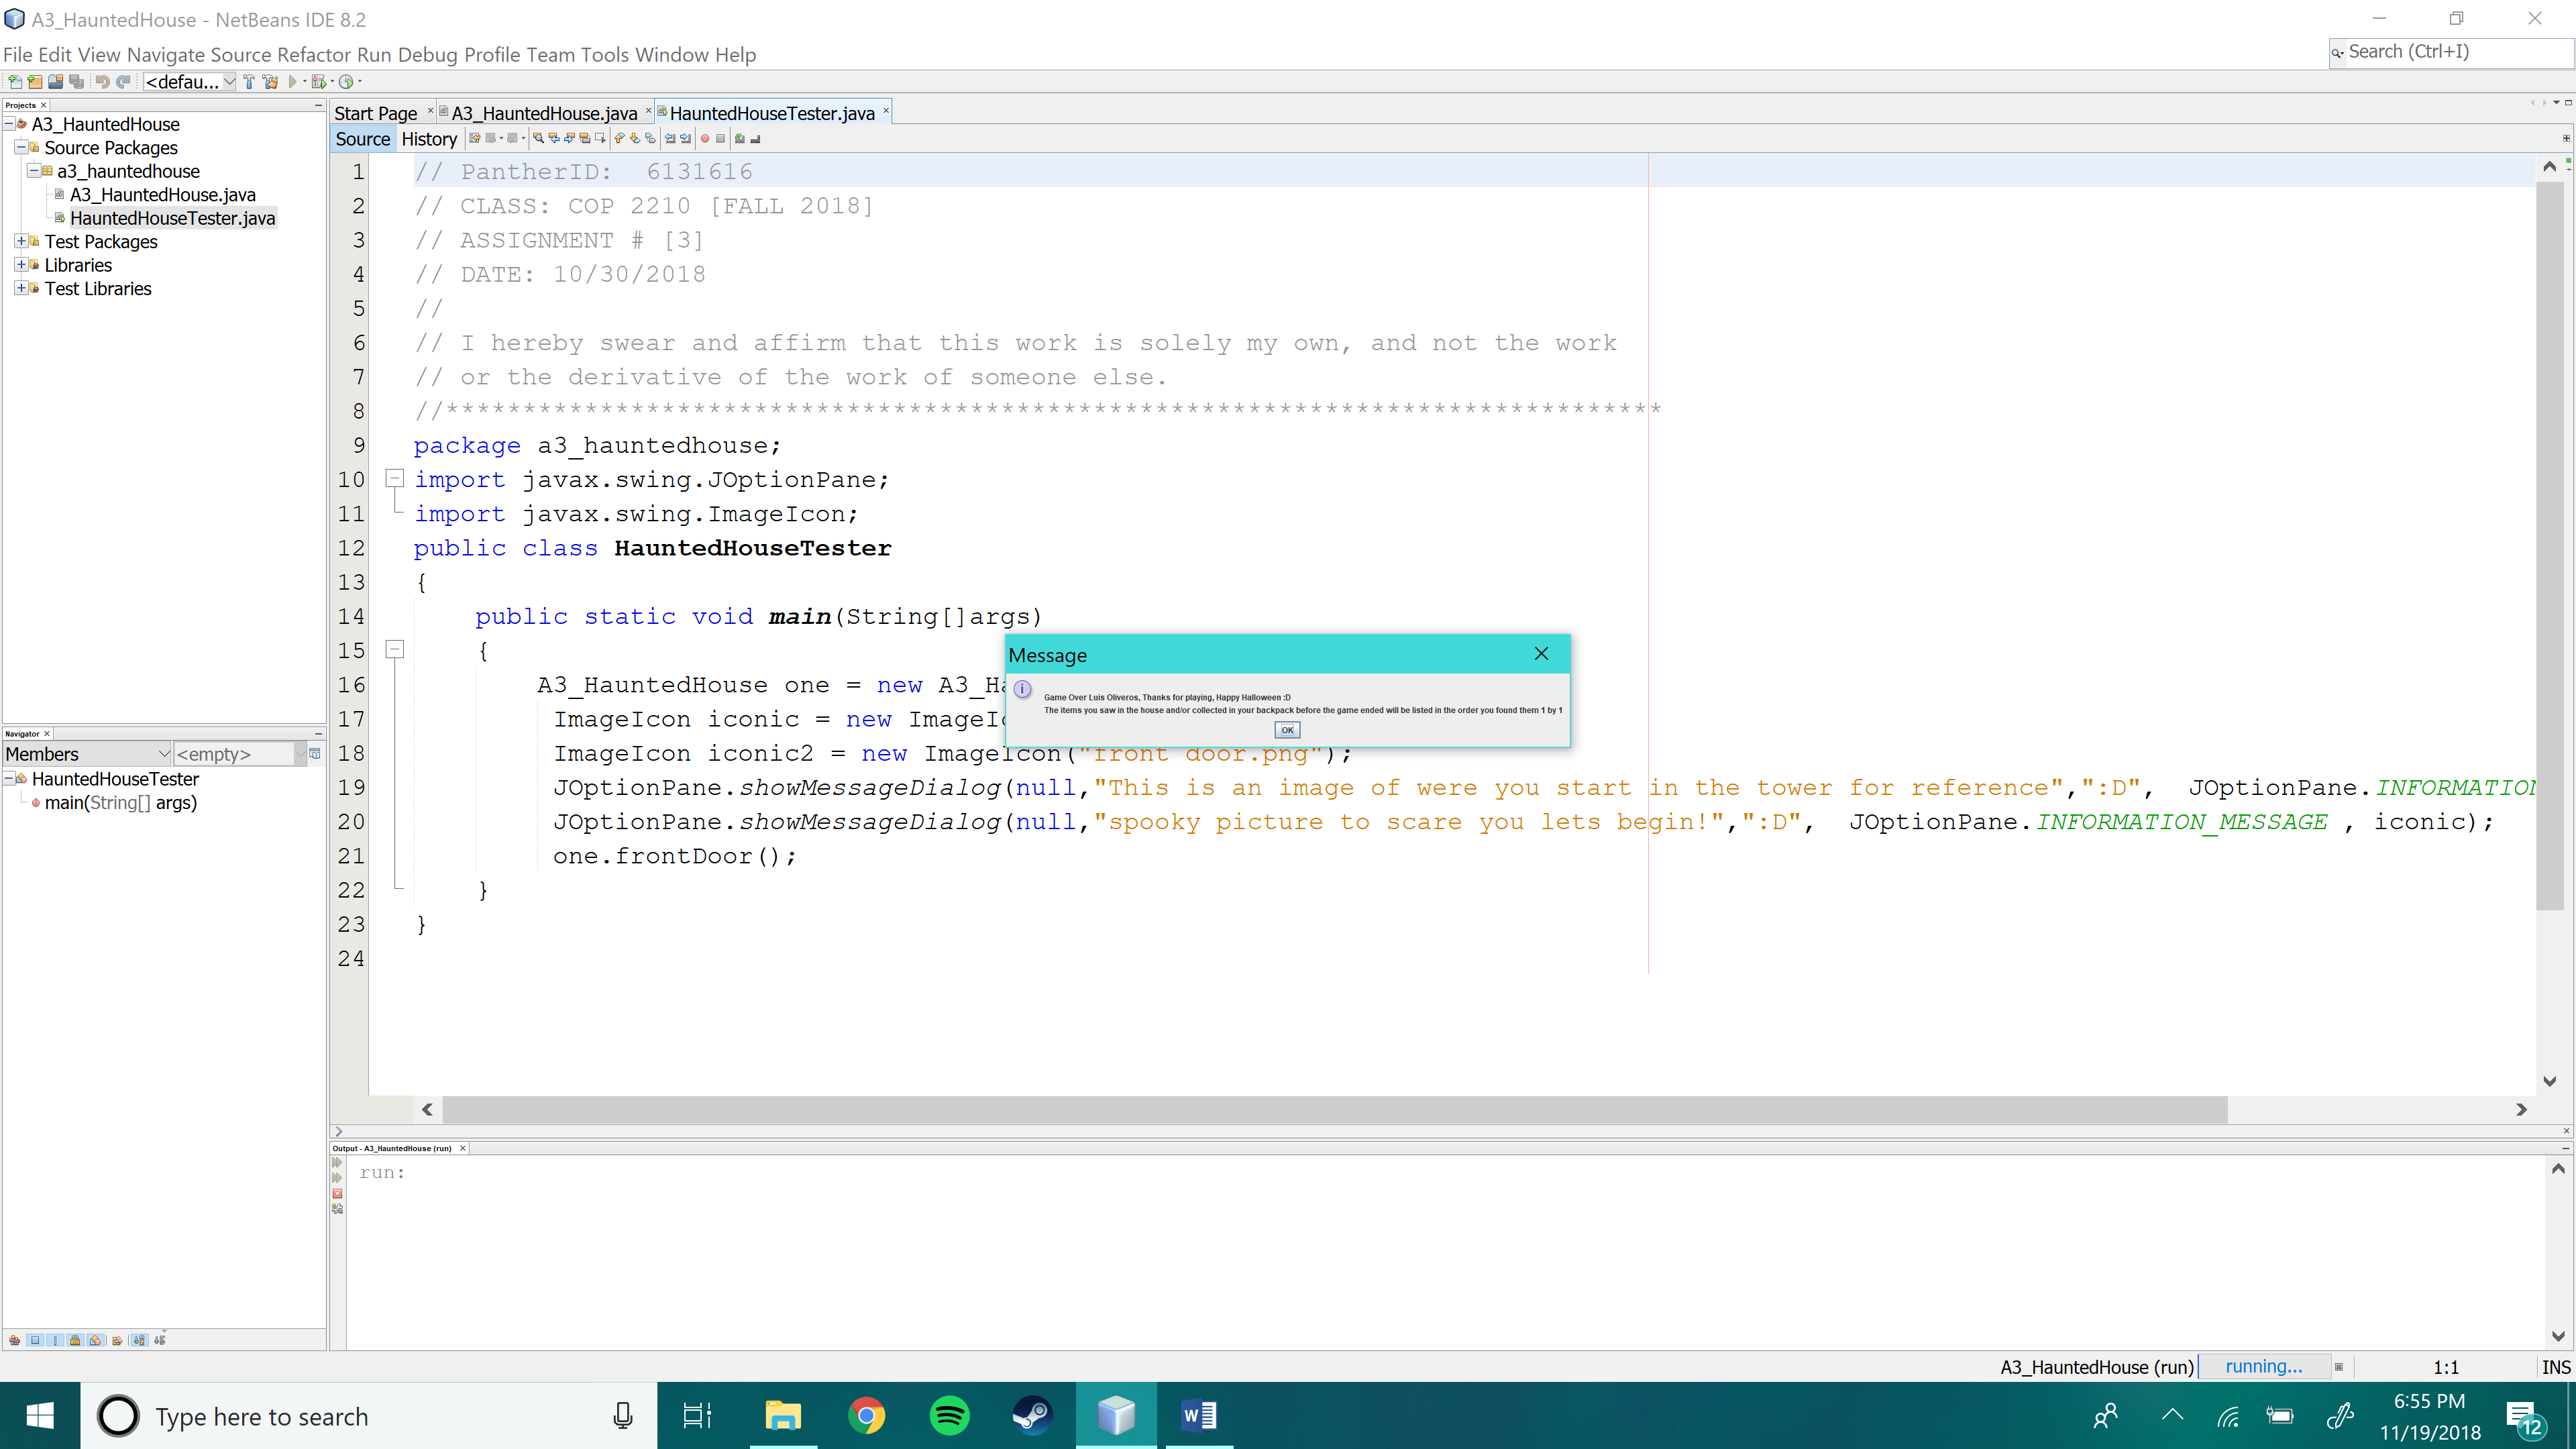 A3_HauntedHouse - NetBeans IDE 8.2
File Edit View Navigate Source Refactor Run Debug Profile Team Tools Window Help
Search (Ctrl+I)
<defau...
Projects
A3_HauntedHouse
Source Packages
a3_hauntedhouse
A3_HauntedHouse.java
HauntedHouseTester.java
Test Packages
Libraries
Test Libraries
Start Page
A3_HauntedHouse.java
HauntedHouseTester.java
Source History
1 // PantherID:  6131616
2 // CLASS: COP 2210 [FALL 2018]
3 // ASSIGNMENT # [3]
4 // DATE: 10/30/2018
5 //
6 // I hereby swear and affirm that this work is solely my own, and not the work
7 // or the derivative of the work of someone else.
8 //*******************************************************************************
9 package a3_hauntedhouse;
10 import javax.swing.JOptionPane;
11 import javax.swing.ImageIcon;
12 public class HauntedHouseTester
13 {
14 public static void main(String[]args)
15 {
16 A3_HauntedHouse one = new A3_Ha
17 ImageIcon iconic = new ImageIc
18 ImageIcon iconic2 = new ImageIcon("front door.png");
19 JOptionPane.showMessageDialog(null,"This is an image of were you start in the tower for reference",":D",  JOptionPane.INFORMATION
20 JOptionPane.showMessageDialog(null,"spooky picture to scare you lets begin!",":D",  JOptionPane.INFORMATION_MESSAGE , iconic);
21 one.frontDoor();
22 }
23 }
24
Message
Game Over Luis Oliveros, Thanks for playing, Happy Halloween :D
The items you saw in the house and/or collected in your backpack before the game ended will be listed in the order you found them 1 by 1
OK
Navigator
Members <empty>
HauntedHouseTester
main(String[] args)
Output - A3_HauntedHouse (run)
run:
A3_HauntedHouse (run) running... 1:1 INS
Type here to search
6:55 PM
11/19/2018
12